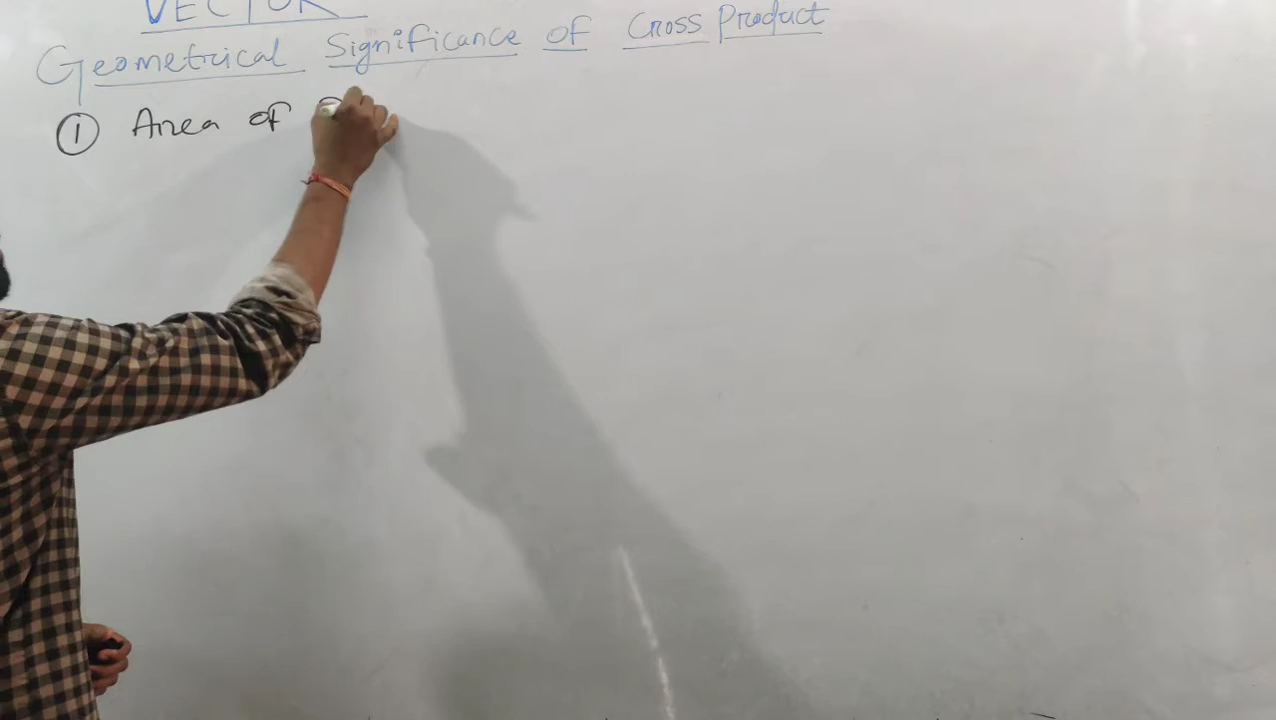 VECTOR
Geometrical Significance of Cross Product
① Area of